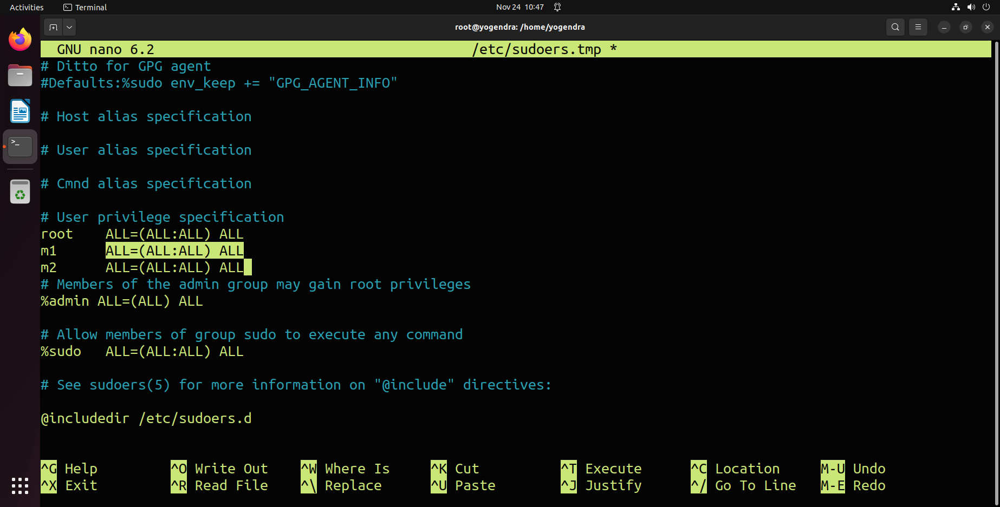 Activities Terminal Nov 24 10:47
root@yogendra: /home/yogendra
GNU nano 6.2 /etc/sudoers.tmp *
# Ditto for GPG agent
#Defaults:%sudo env_keep += "GPG_AGENT_INFO"
# Host alias specification
# User alias specification
# Cmnd alias specification
# User privilege specification
root ALL=(ALL:ALL) ALL
m1 ALL=(ALL:ALL) ALL
m2 ALL=(ALL:ALL) ALL
# Members of the admin group may gain root privileges
%admin ALL=(ALL) ALL
# Allow members of group sudo to execute any command
%sudo ALL=(ALL:ALL) ALL
# See sudoers(5) for more information on "@include" directives:
@includedir /etc/sudoers.d
^G Help ^O Write Out ^W Where Is ^K Cut ^T Execute ^C Location M-U Undo
^X Exit ^R Read File ^\ Replace ^U Paste ^J Justify ^/ Go To Line M-E Redo